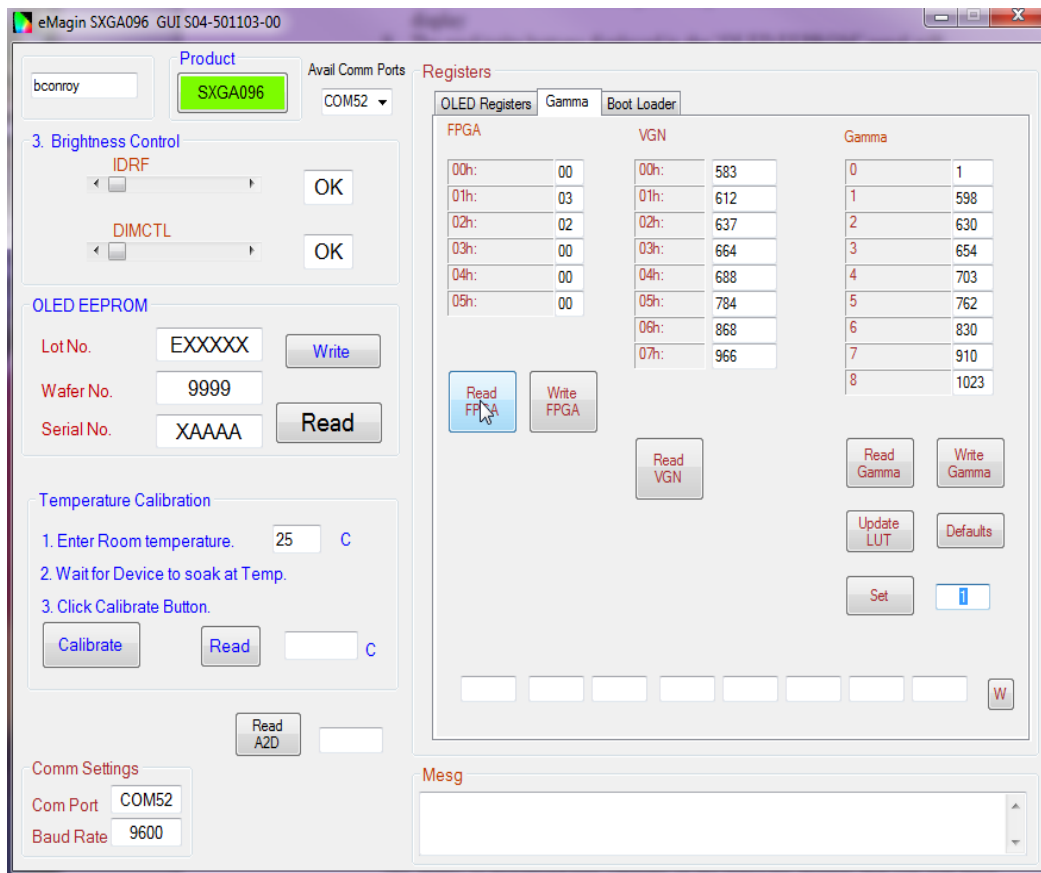 eMagin SXGA096 GUI S04-501103-00
bconroy
Product
SXGA096
Avail Comm Ports
COM52
3. Brightness Control
IDRF
OK
DIMCTL
OK
OLED EEPROM
Lot No. EXXXXX Write
Wafer No. 9999
Serial No. XAAAA Read
Temperature Calibration
1. Enter Room temperature. 25 C
2. Wait for Device to soak at Temp.
3. Click Calibrate Button.
Calibrate Read C
Read
A2D
Comm Settings
Com Port COM52
Baud Rate 9600
Registers
OLED Registers Gamma Boot Loader
FPGA
00h: 00
01h: 03
02h: 02
03h: 00
04h: 00
05h: 00
Read
FPGA
Write
FPGA
VGN
00h: 583
01h: 612
02h: 637
03h: 664
04h: 688
05h: 784
06h: 868
07h: 966
Read
VGN
Gamma
0 1
1 598
2 630
3 654
4 703
5 762
6 830
7 910
8 1023
Read
Gamma
Write
Gamma
Update
LUT
Defaults
Set 1
W
Mesg